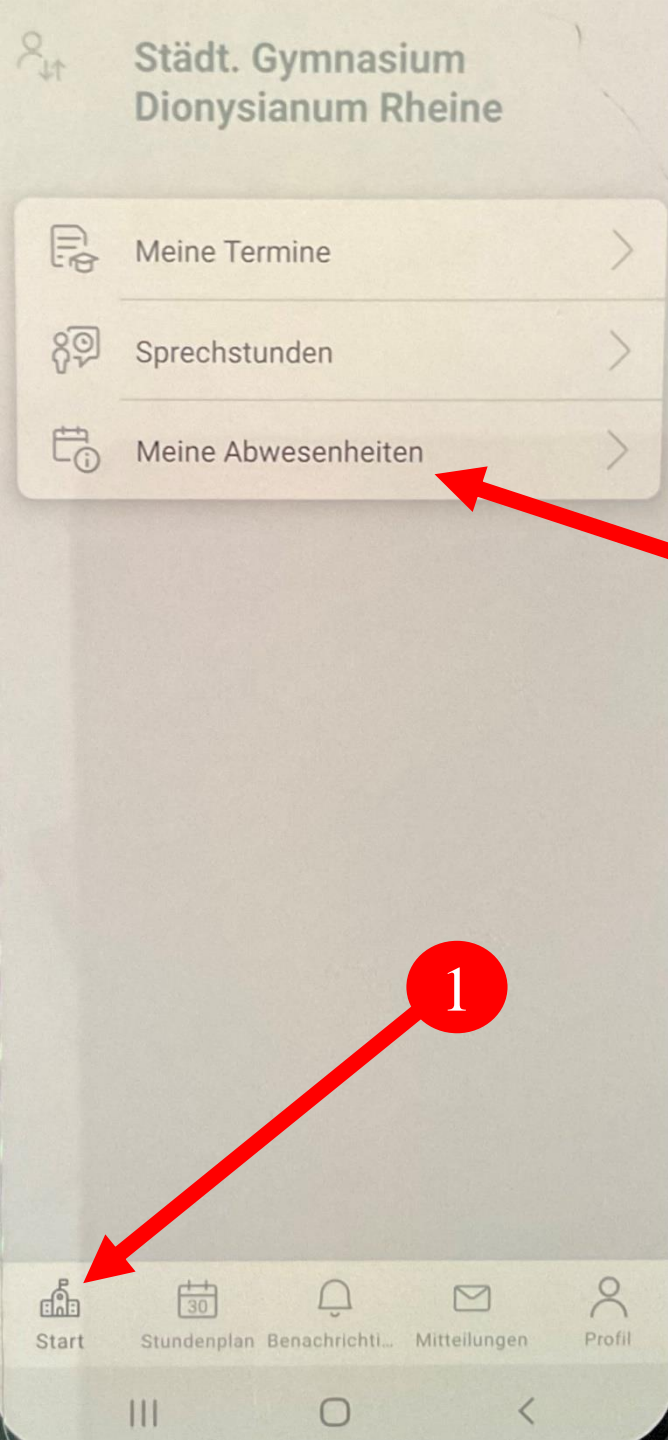 Städt. Gymnasium
Dionysianum Rheine
Meine Termine
Sprechstunden
Meine Abwesenheiten
1
30
Start
Stundenplan
Benachrichti...
Mitteilungen
Profil